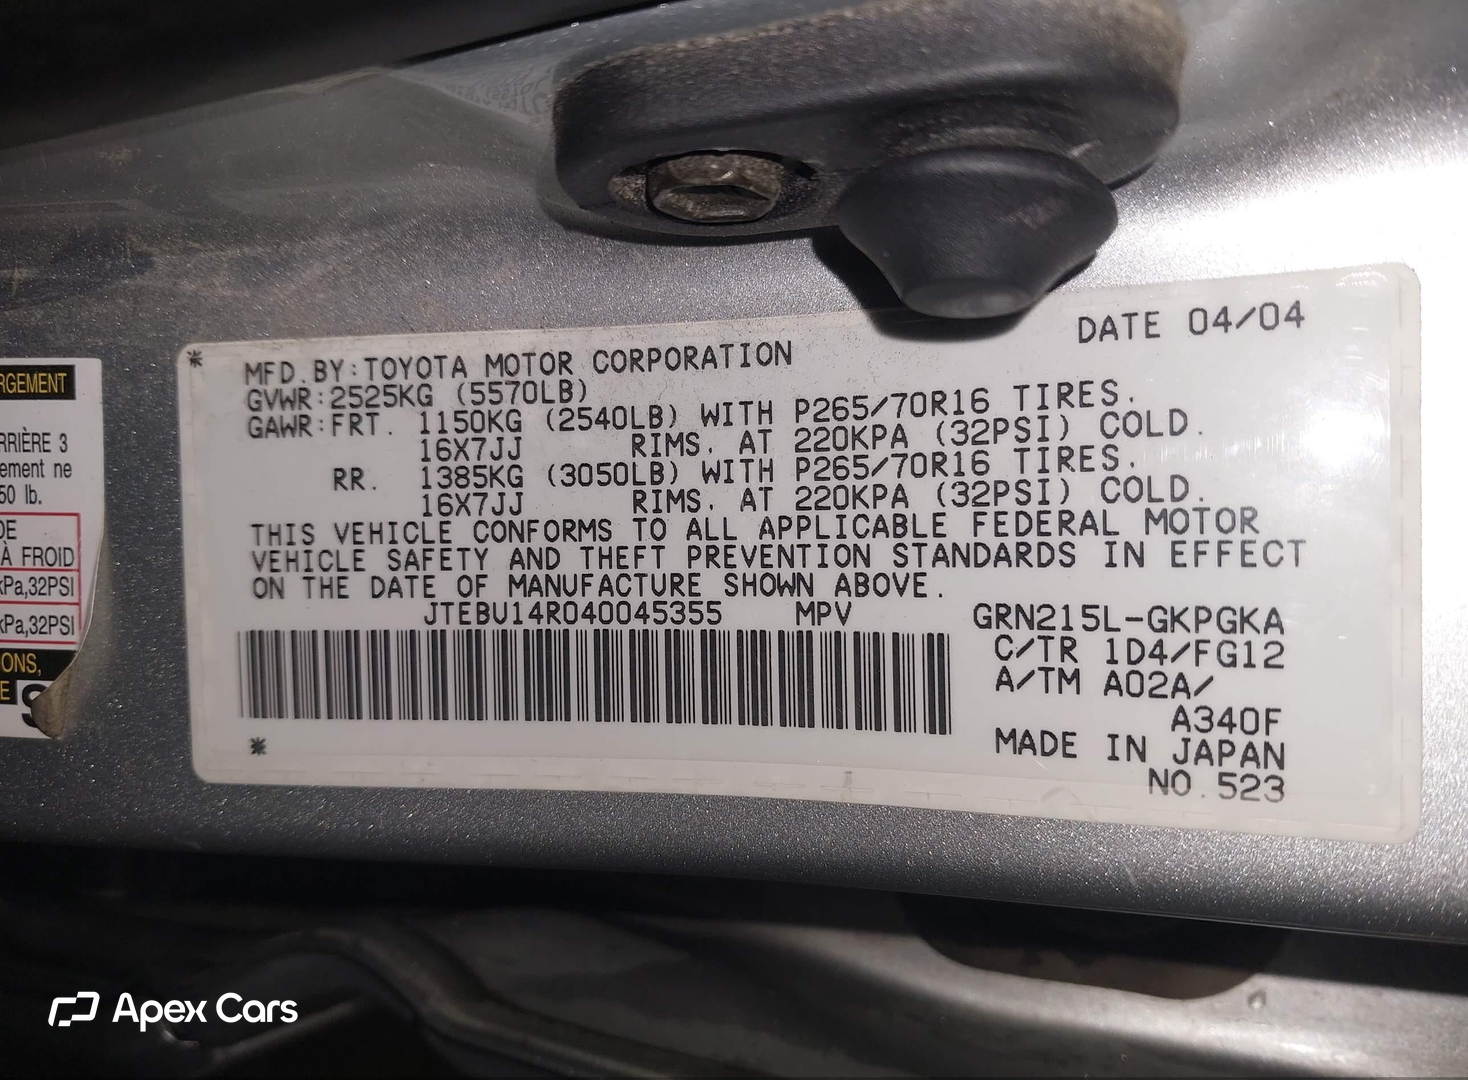 DATE 04/04
MFD.BY:TOYOTA MOTOR CORPORATION
GVWR:2525KG (5570LB)
GAWR:FRT. 1150KG (2540LB) WITH P265/70R16 TIRES.
16X7JJ RIMS. AT 220KPA (32PSI) COLD.
RR. 1385KG (3050LB) WITH P265/70R16 TIRES.
16X7JJ RIMS. AT 220KPA (32PSI) COLD.
THIS VEHICLE CONFORMS TO ALL APPLICABLE FEDERAL MOTOR
VEHICLE SAFETY AND THEFT PREVENTION STANDARDS IN EFFECT
ON THE DATE OF MANUFACTURE SHOWN ABOVE.
JTEBU14R040045355 MPV GRN215L-GKPGKA
C/TR 1D4/FG12
A/TM A02A/
A340F
MADE IN JAPAN
NO.523
RGEMENT
RRIÈRE 3
ement ne
50 lb.
DE
À FROID
kPa,32PSI
kPa,32PSI
ONS,
E S
Apex Cars